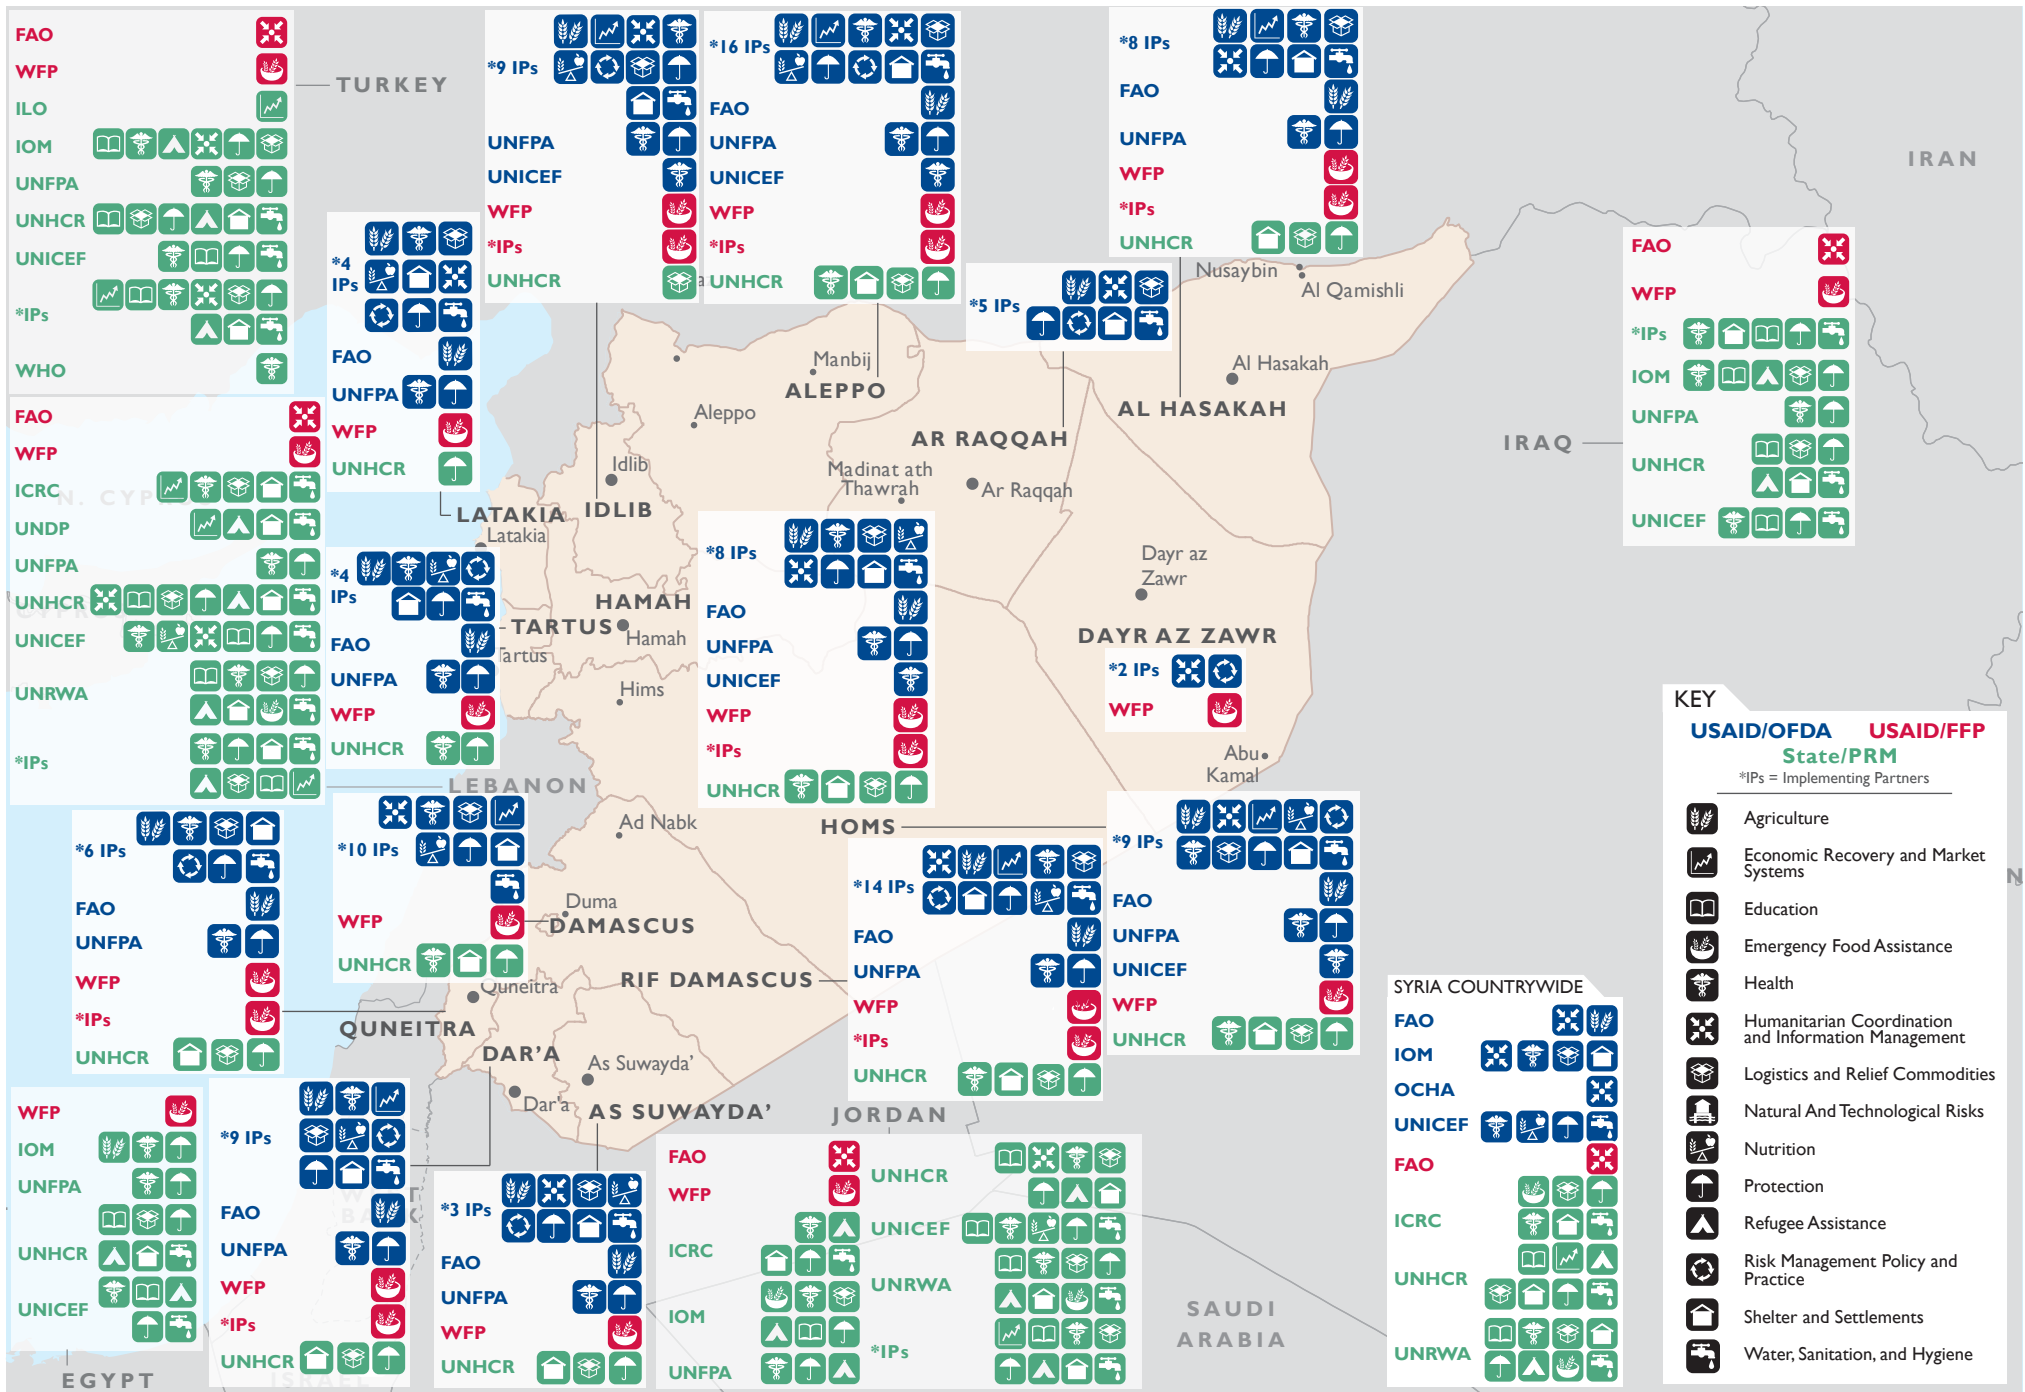 FAO
WFP
ILO
IOM
UNFPA
UNHCR
UNICEF
*IPs
WHO
TURKEY
FAO
WFP
ICRC
UNDP
UNFPA
UNHCR
UNICEF
UNRWA
*IPs
N. CYP
LEBANON
*4
IPs
FAO
UNFPA
WFP
UNHCR
LATAKIA
Latakia
*9 IPs
UNFPA
UNICEF
WFP
*IPs
UNHCR
IDLIB
Idlib
*16 IPs
FAO
UNFPA
UNICEF
WFP
*IPs
UNHCR
ALEPPO
Manbij
Aleppo
*5 IPs
AR RAQQAH
Madinat ath
Thawrah
Ar Raqqah
*8 IPs
FAO
UNFPA
WFP
*IPs
UNHCR
Nusaybin
Al Qamishli
Al Hasakah
AL HASAKAH
IRAN
IRAQ
FAO
WFP
*IPs
IOM
UNFPA
UNHCR
UNICEF
*4
IPs
FAO
UNFPA
WFP
UNHCR
TARTUS
Tartus
HAMAH
Hamah
Hims
*8 IPs
FAO
UNFPA
UNICEF
WFP
*IPs
UNHCR
Dayr az
Zawr
DAYR AZ ZAWR
*2 IPs
WFP
Abu
Kamal
*6 IPs
FAO
UNFPA
WFP
*IPs
UNHCR
QUNEITRA
Quneitra
*10 IPs
WFP
UNHCR
Ad Nabk
Duma
DAMASCUS
HOMS
*9 IPs
FAO
UNFPA
UNICEF
WFP
UNHCR
RIF DAMASCUS
*14 IPs
FAO
UNFPA
WFP
*IPs
UNHCR
DAR'A
Dar'a
As Suwayda'
AS SUWAYDA'
WFP
IOM
UNFPA
UNHCR
UNICEF
EGYPT
*9 IPs
FAO
UNFPA
WFP
*IPs
UNHCR
ISRAEL
*3 IPs
FAO
UNFPA
WFP
UNHCR
JORDAN
FAO
WFP
ICRC
IOM
UNFPA
UNHCR
UNICEF
UNRWA
*IPs
SAUDI
ARABIA
SYRIA COUNTRYWIDE
FAO
IOM
OCHA
UNICEF
FAO
ICRC
UNHCR
UNRWA
KEY
USAID/OFDA USAID/FFP
State/PRM
*IPs = Implementing Partners
Agriculture
Economic Recovery and Market
Systems
Education
Emergency Food Assistance
Health
Humanitarian Coordination
and Information Management
Logistics and Relief Commodities
Natural And Technological Risks
Nutrition
Protection
Refugee Assistance
Risk Management Policy and
Practice
Shelter and Settlements
Water, Sanitation, and Hygiene